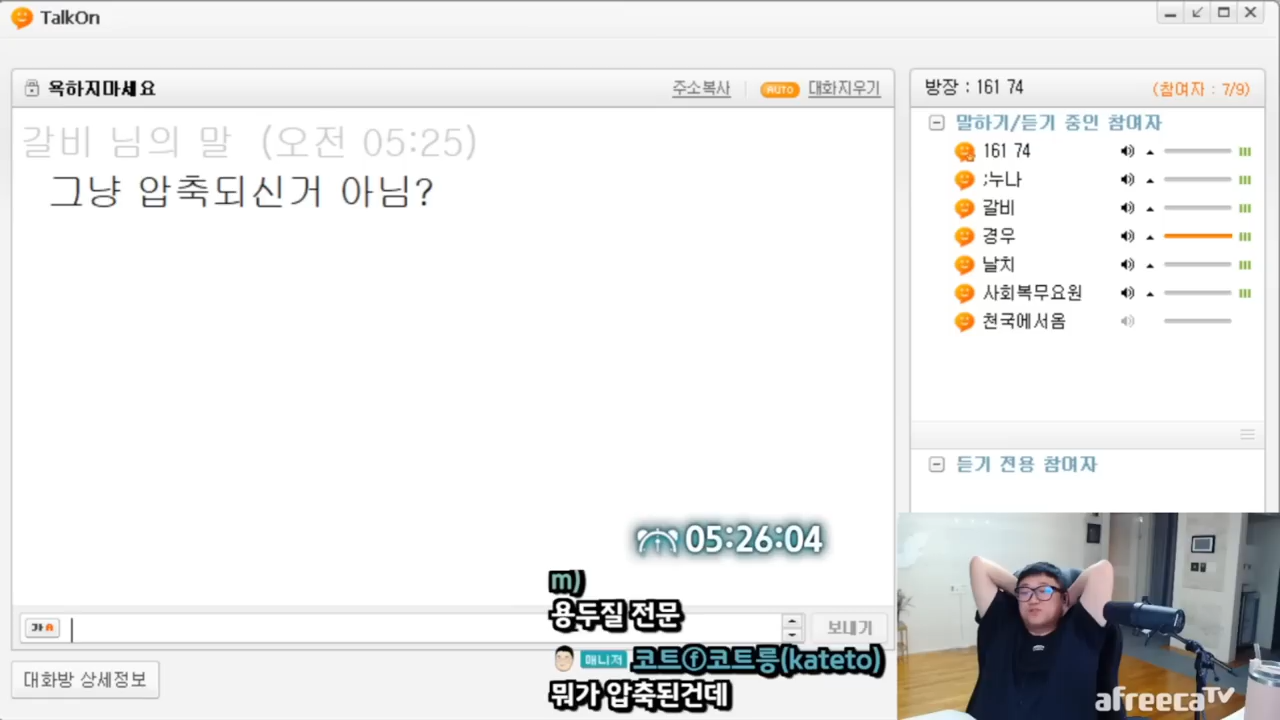 TalkOn
욕하지마세요
주소복사
AUTO
대화지우기
갈비 님의 말 (오전 05:25)
그냥 압축되신거 아님?
방장 : 161 74
(참여자 : 7/9)
말하기/듣기 중인 참여자
161 74
;누나
갈비
경우
날치
사회복무요원
천국에서옴
듣기 전용 참여자
05:26:04
m)
용두질 전문
매니저 코트ⓕ코트릉(kateto)
뭐가 압축된건데
가
보내기
대화방 상세정보
afreecaTV